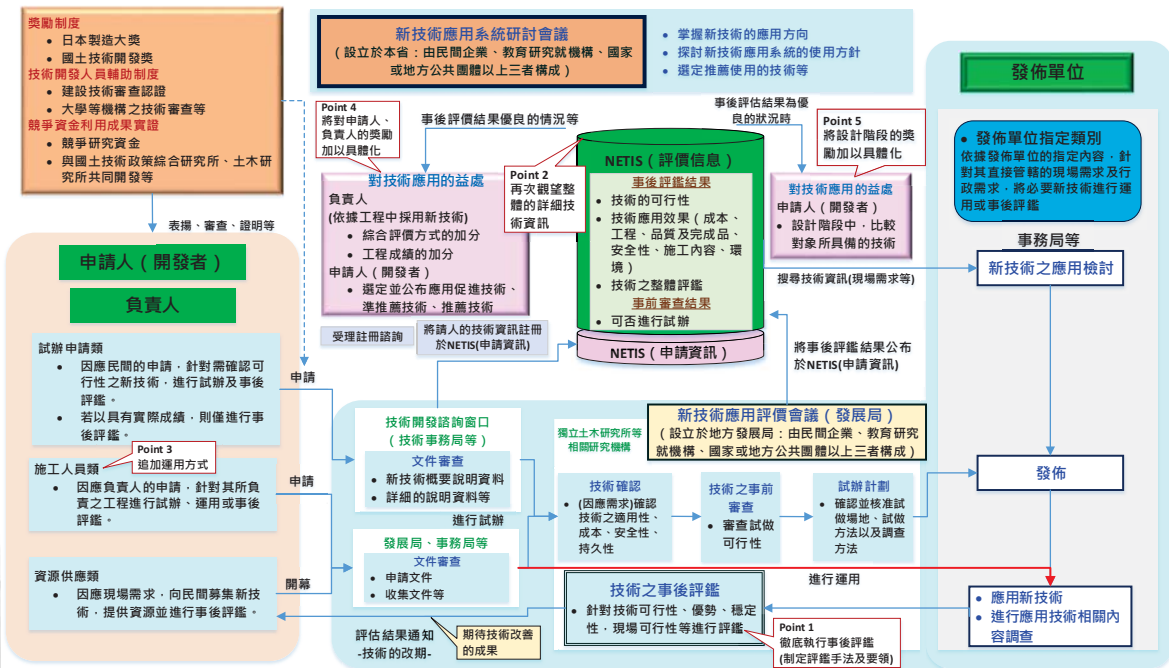 獎勵制度
• 日本製造大獎
• 國土技術開發獎
技術開發人員輔助制度
• 建設技術審查認證
• 大學等機構之技術審查等
競爭資金利用成果實證
• 競爭研究資金
• 與國土技術政策綜合研究所、土木研
究所共同開發等
表揚、審查、證明等
新技術應用系統研討會議
(設立於本省：由民間企業、教育研究就機構、國家
或地方公共團體以上三者構成)
• 掌握新技術的應用方向
• 探討新技術應用系統的使用方針
• 選定推薦使用的技術等
發佈單位
• 發佈單位指定類別
依據發佈單位的指定內容，針
對其直接管轄的現場需求及行
政需求，將必要新技術進行運
用或事後評鑑
Point 4
將對申請人、
負責人的獎勵
加以具體化
事後評價結果優良的情況等
事後評估結果為優
良的狀況時
Point 5
將設計階段的獎
勵加以具體化
對技術應用的益處
負責人
(依據工程中採用新技術)
• 綜合評價方式的加分
• 工程成績的加分
申請人（開發者）
• 選定並公布應用促進技術、
準推薦技術、推薦技術
Point 2
再次觀望整
體的詳細技
術資訊
NETIS（評價信息）
事後評鑑結果
• 技術的可行性
• 技術應用效果（成本、
工程、品質及完成品、
安全性、施工內容、環
境）
• 技術之整體評鑑
事前審查結果
• 可否進行試辦
NETIS（申請資訊）
對技術應用的益處
申請人（開發者）
• 設計階段中，比較
對象所具備的技術
搜尋技術資訊(現場需求等)
事務局等
新技術之應用檢討
申請人（開發者）
負責人
受理註冊諮詢
將請人的技術資訊註冊
於NETIS(申請資訊)
將事後評鑑結果公布
於NETIS(申請資訊)
試辦申請類
• 因應民間的申請，針對需確認可
行性之新技術，進行試辦及事後
評鑑。
• 若以具有實際成績，則僅進行事
後評鑑。
申請
技術開發諮詢窗口
（技術事務局等）
文件審查
• 新技術概要說明資料
• 詳細的說明資料等
獨立土木研究所等
相關研究機構
新技術應用評價會議（發展局）
（設立於地方發展局：由民間企業、教育研究
就機構、國家或地方公共團體以上三者構成）
Point 3
追加運用方式
施工人員類
• 因應負責人的申請，針對其所負
責之工程進行試辦、運用或事後
評鑑。
申請
進行試辦
技術確認
• (因應需求)確認
技術之適用性、
成本、安全性、
持久性
技術之事前
審查
• 審查試做
可行性
試辦計劃
• 確認並核准試
做場地、試做
方法以及調查
方法
發佈
發展局、事務局等
文件審查
• 申請文件
• 收集文件等
資源供應類
• 因應現場需求，向民間募集新技
術，提供資源並進行事後評鑑。
開幕
進行運用
技術之事後評鑑
• 針對技術可行性、優勢、穩定
性，現場可行性等進行評鑑
• 應用新技術
• 進行應用技術相關內
容調查
評估結果通知
-技術的改期-
期待技術改善
的成果
Point 1
徹底執行事後評鑑
(制定評鑑手法及要領)